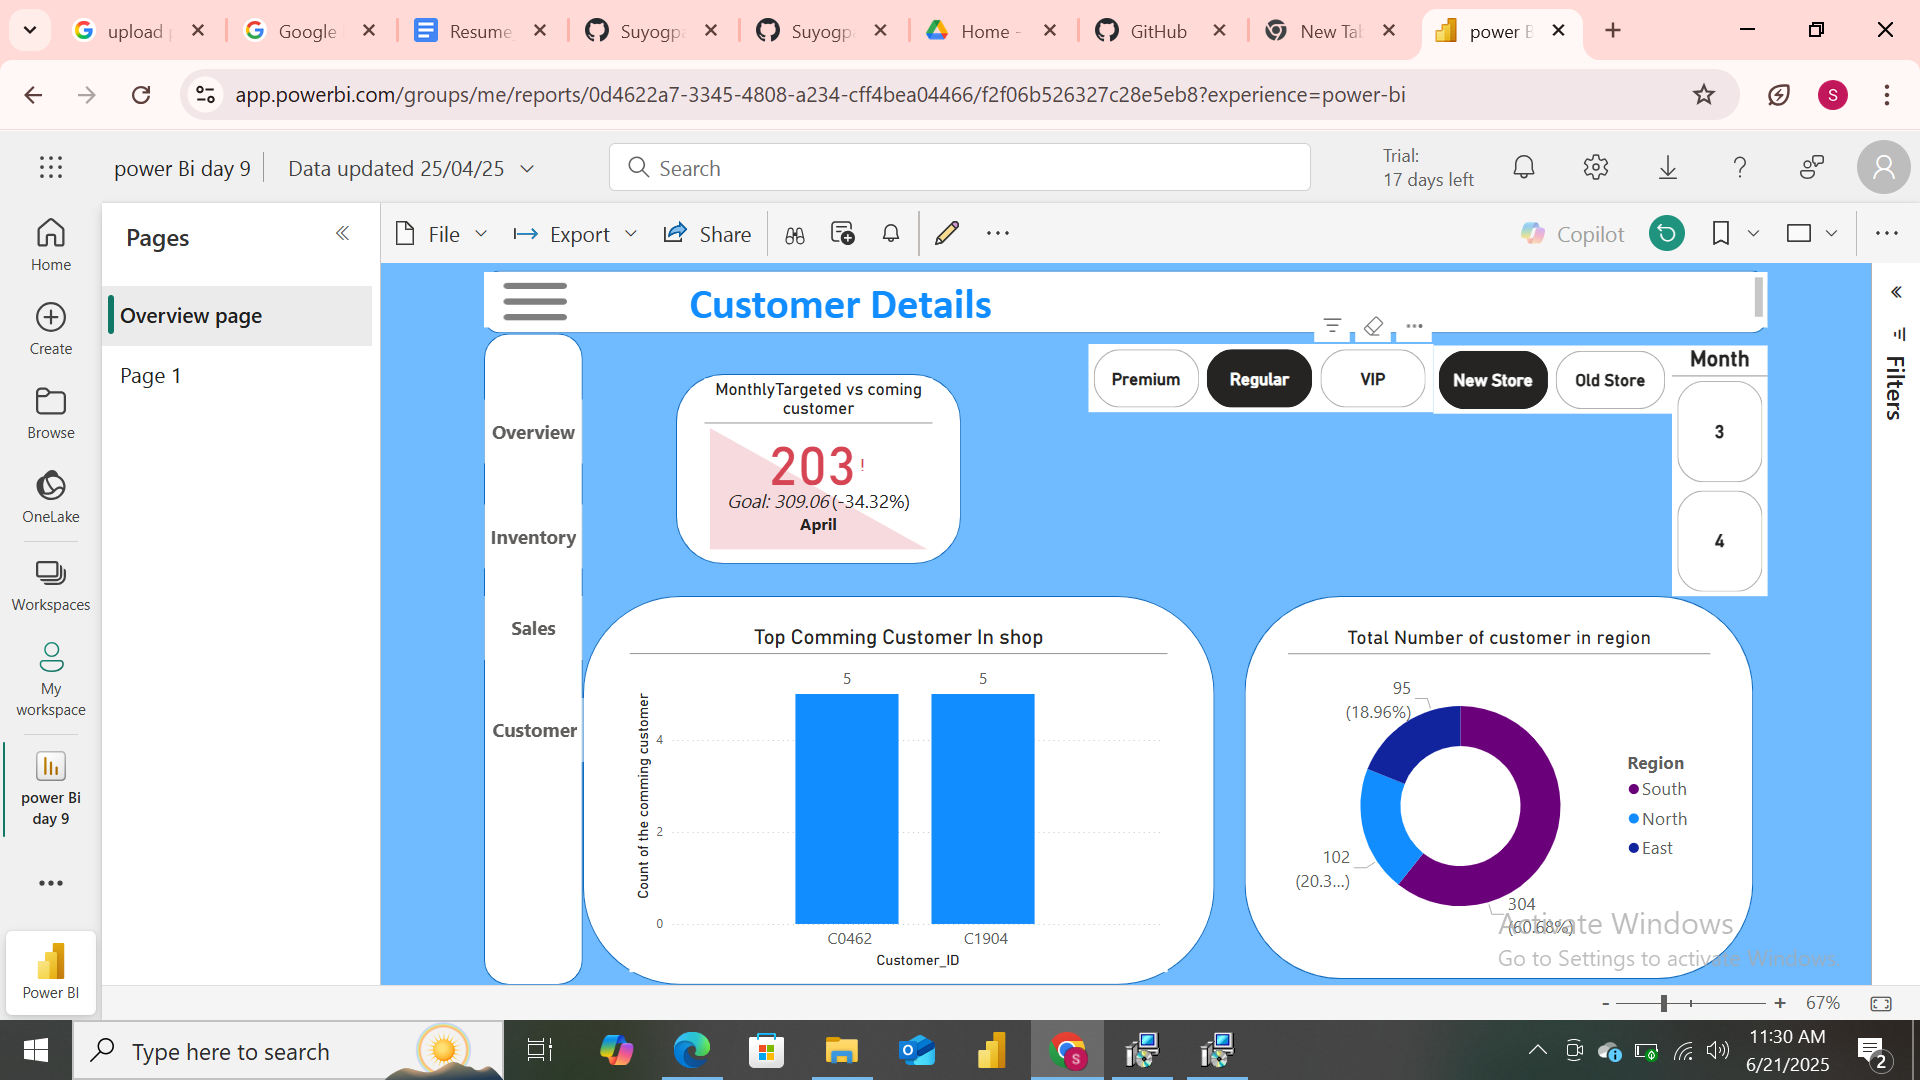 upload
Google
Resume
Suyogpa
Suyogpa
Home -
GitHub
New Tab
power B
app.powerbi.com/groups/me/reports/0d4622a7-3345-4808-a234-cff4bea04466/f2f06b526327c28e5eb8?experience=power-bi
S
power Bi day 9
Data updated 25/04/25
Search
Trial:
17 days left
Home
Create
Browse
OneLake
Workspaces
My
workspace
power Bi
day 9
Power BI
Pages
Overview page
Page 1
File
Export
Share
Copilot
Filters
Customer Details
Overview
Inventory
Sales
Customer
MonthlyTargeted vs coming
customer
203!
Goal: 309.06 (-34.32%)
April
Premium
Regular
VIP
New Store
Old Store
Month
3
4
Top Comming Customer In shop
Count of the comming customer
4
2
0
5
5
C0462
C1904
Customer_ID
Total Number of customer in region
95
(18.96%)
102
(20.3...)
304
(60.68%)
Region
South
North
East
Activate Windows
Go to Settings to activate Windows.
- + 67%
Type here to search
S
11:30 AM
6/21/2025
2